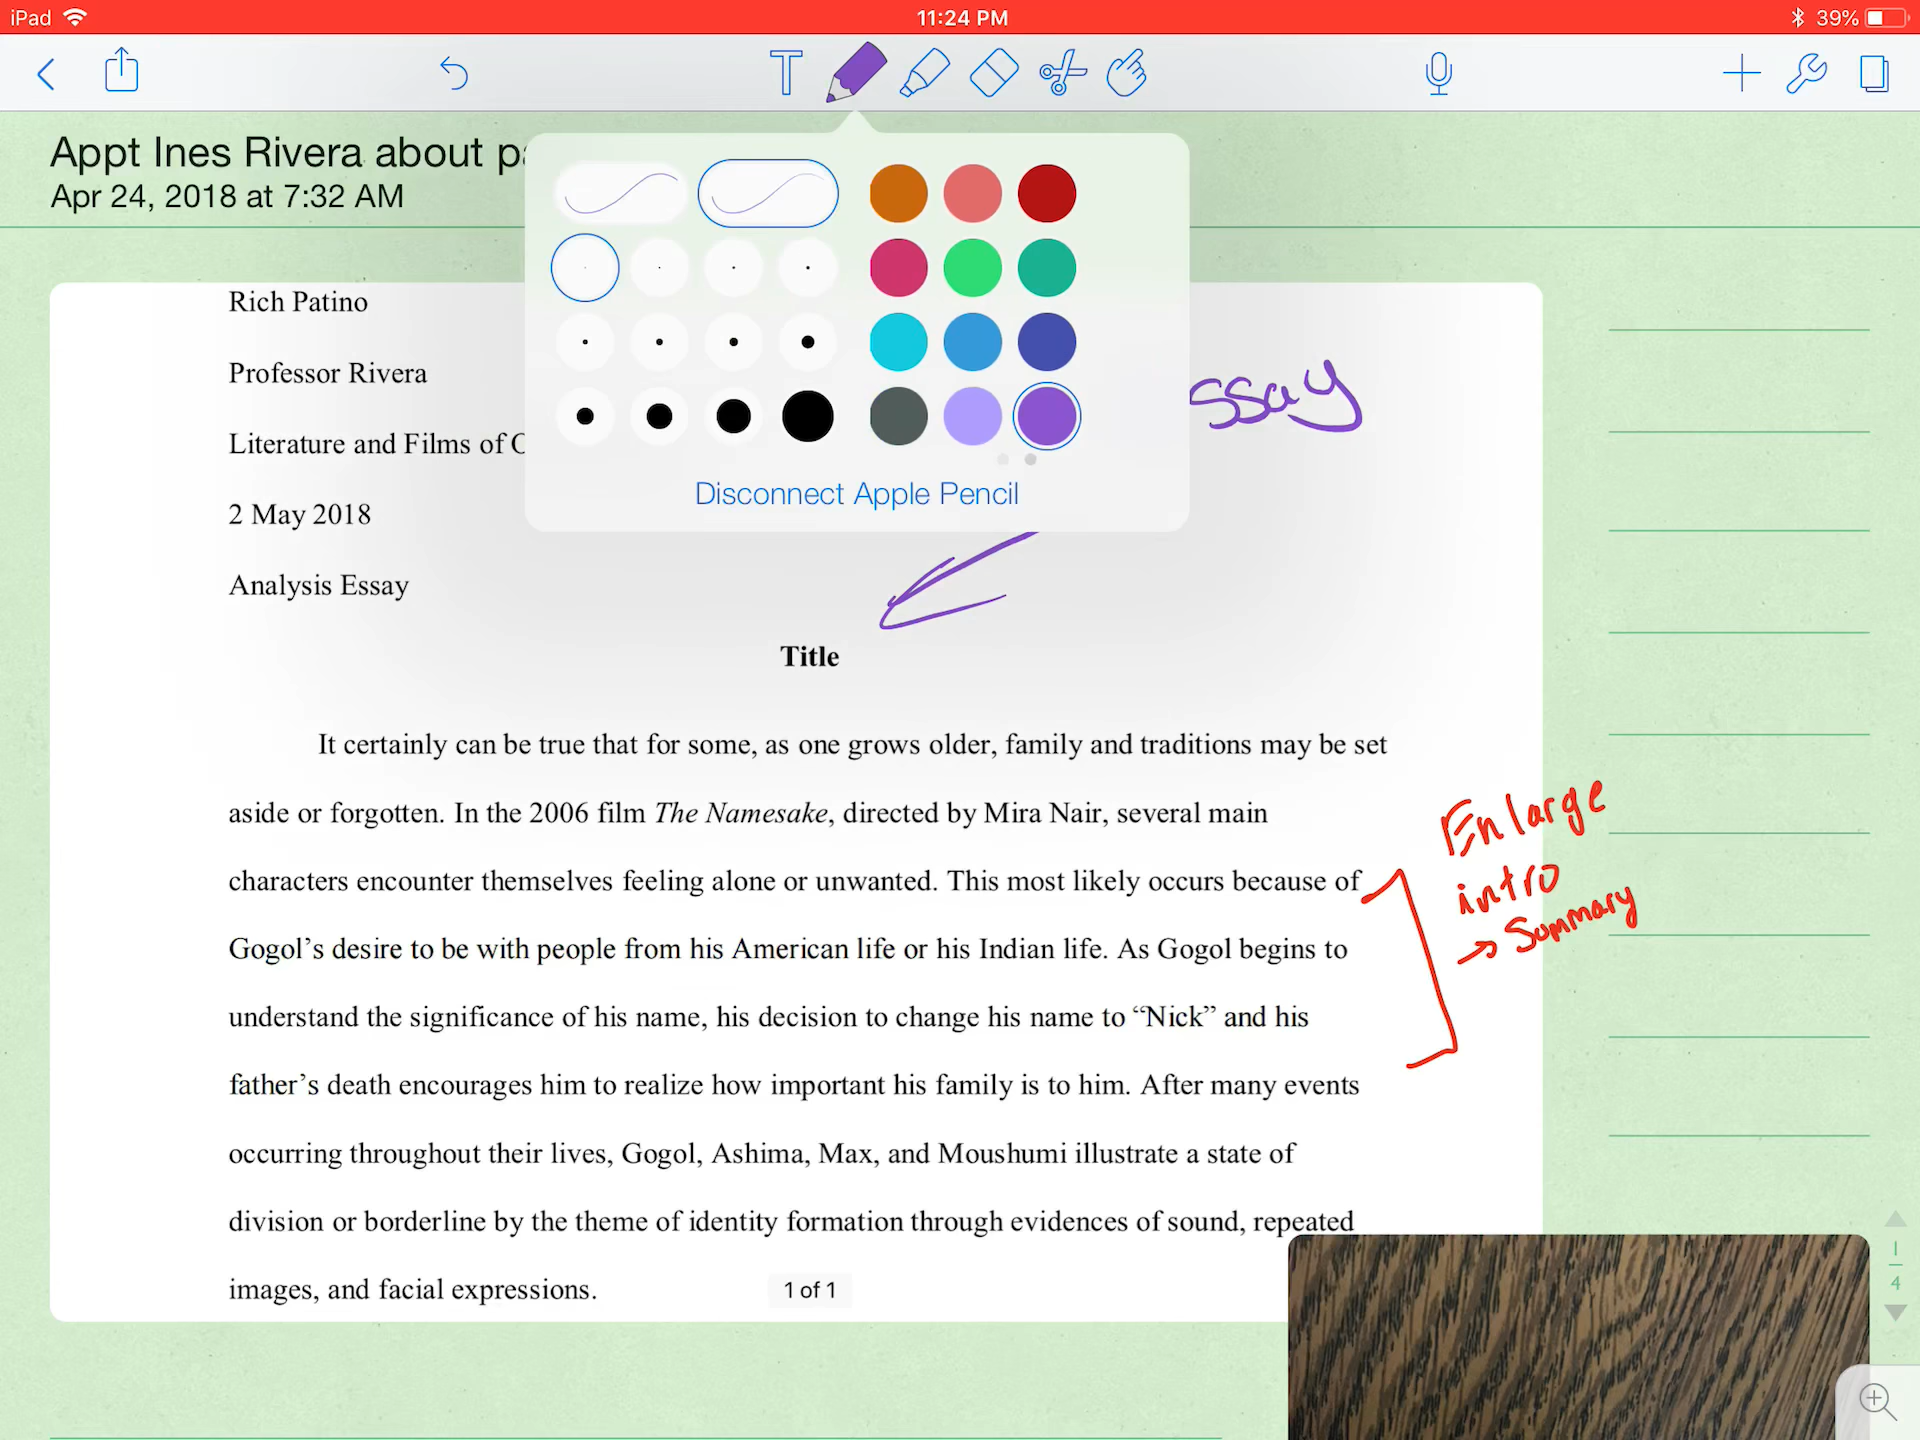 iPad 11:24 PM 39%
T
Appt Ines Rivera about
Apr 24, 2018 at 7:32 AM
Rich Patino
Professor Rivera
ssay
Literature and Films of
Disconnect Apple Pencil
2 May 2018
Analysis Essay
Title
It certainly can be true that for some, as one grows older, family and traditions may be set
aside or forgotten. In the 2006 film The Namesake, directed by Mira Nair, several main
characters encounter themselves feeling alone or unwanted. This most likely occurs because of
Gogol’s desire to be with people from his American life or his Indian life. As Gogol begins to
understand the significance of his name, his decision to change his name to “Nick” and his
father’s death encourages him to realize how important his family is to him. After many events
occurring throughout their lives, Gogol, Ashima, Max, and Moushumi illustrate a state of
division or borderline by the theme of identity formation through evidences of sound, repeated
images, and facial expressions.
Enlarge
intro
→ Summary
1 of 1
1
4